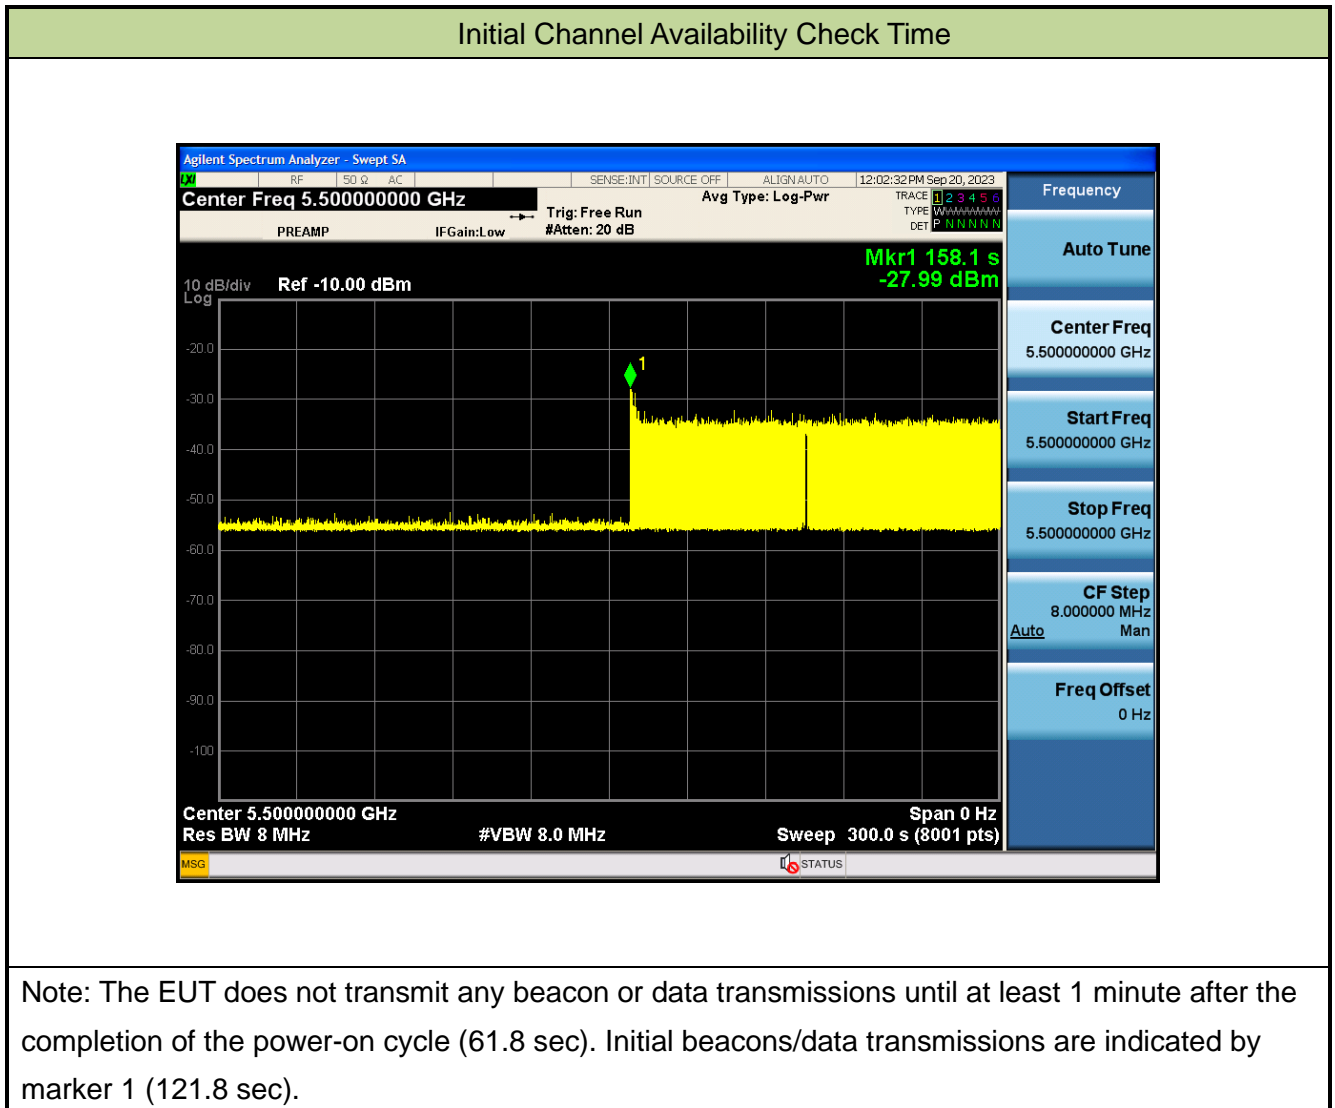 Initial Channel Availability Check Time
Agilent Spectrum Analyzer - Swept SA
LXI RF 50 Ω AC SENSE:INT SOURCE OFF ALIGN AUTO 12:02:32 PM Sep 20, 2023
Center Freq 5.500000000 GHz Avg Type: Log-Pwr TRACE 1 2 3 4 5 6
Trig: Free Run TYPE WWWWWW
PREAMP IFGain:Low #Atten: 20 dB DET P N N N N N
Mkr1 158.1 s
-27.99 dBm
10 dB/div Ref -10.00 dBm
Log
-20.0
1
-30.0
-40.0
-50.0
-60.0
-70.0
-80.0
-90.0
-100
Center 5.500000000 GHz Span 0 Hz
Res BW 8 MHz #VBW 8.0 MHz Sweep 300.0 s (8001 pts)
MSG STATUS
Frequency
Auto Tune
Center Freq
5.500000000 GHz
Start Freq
5.500000000 GHz
Stop Freq
5.500000000 GHz
CF Step
8.000000 MHz
Auto Man
Freq Offset
0 Hz
Note: The EUT does not transmit any beacon or data transmissions until at least 1 minute after the
completion of the power-on cycle (61.8 sec). Initial beacons/data transmissions are indicated by
marker 1 (121.8 sec).